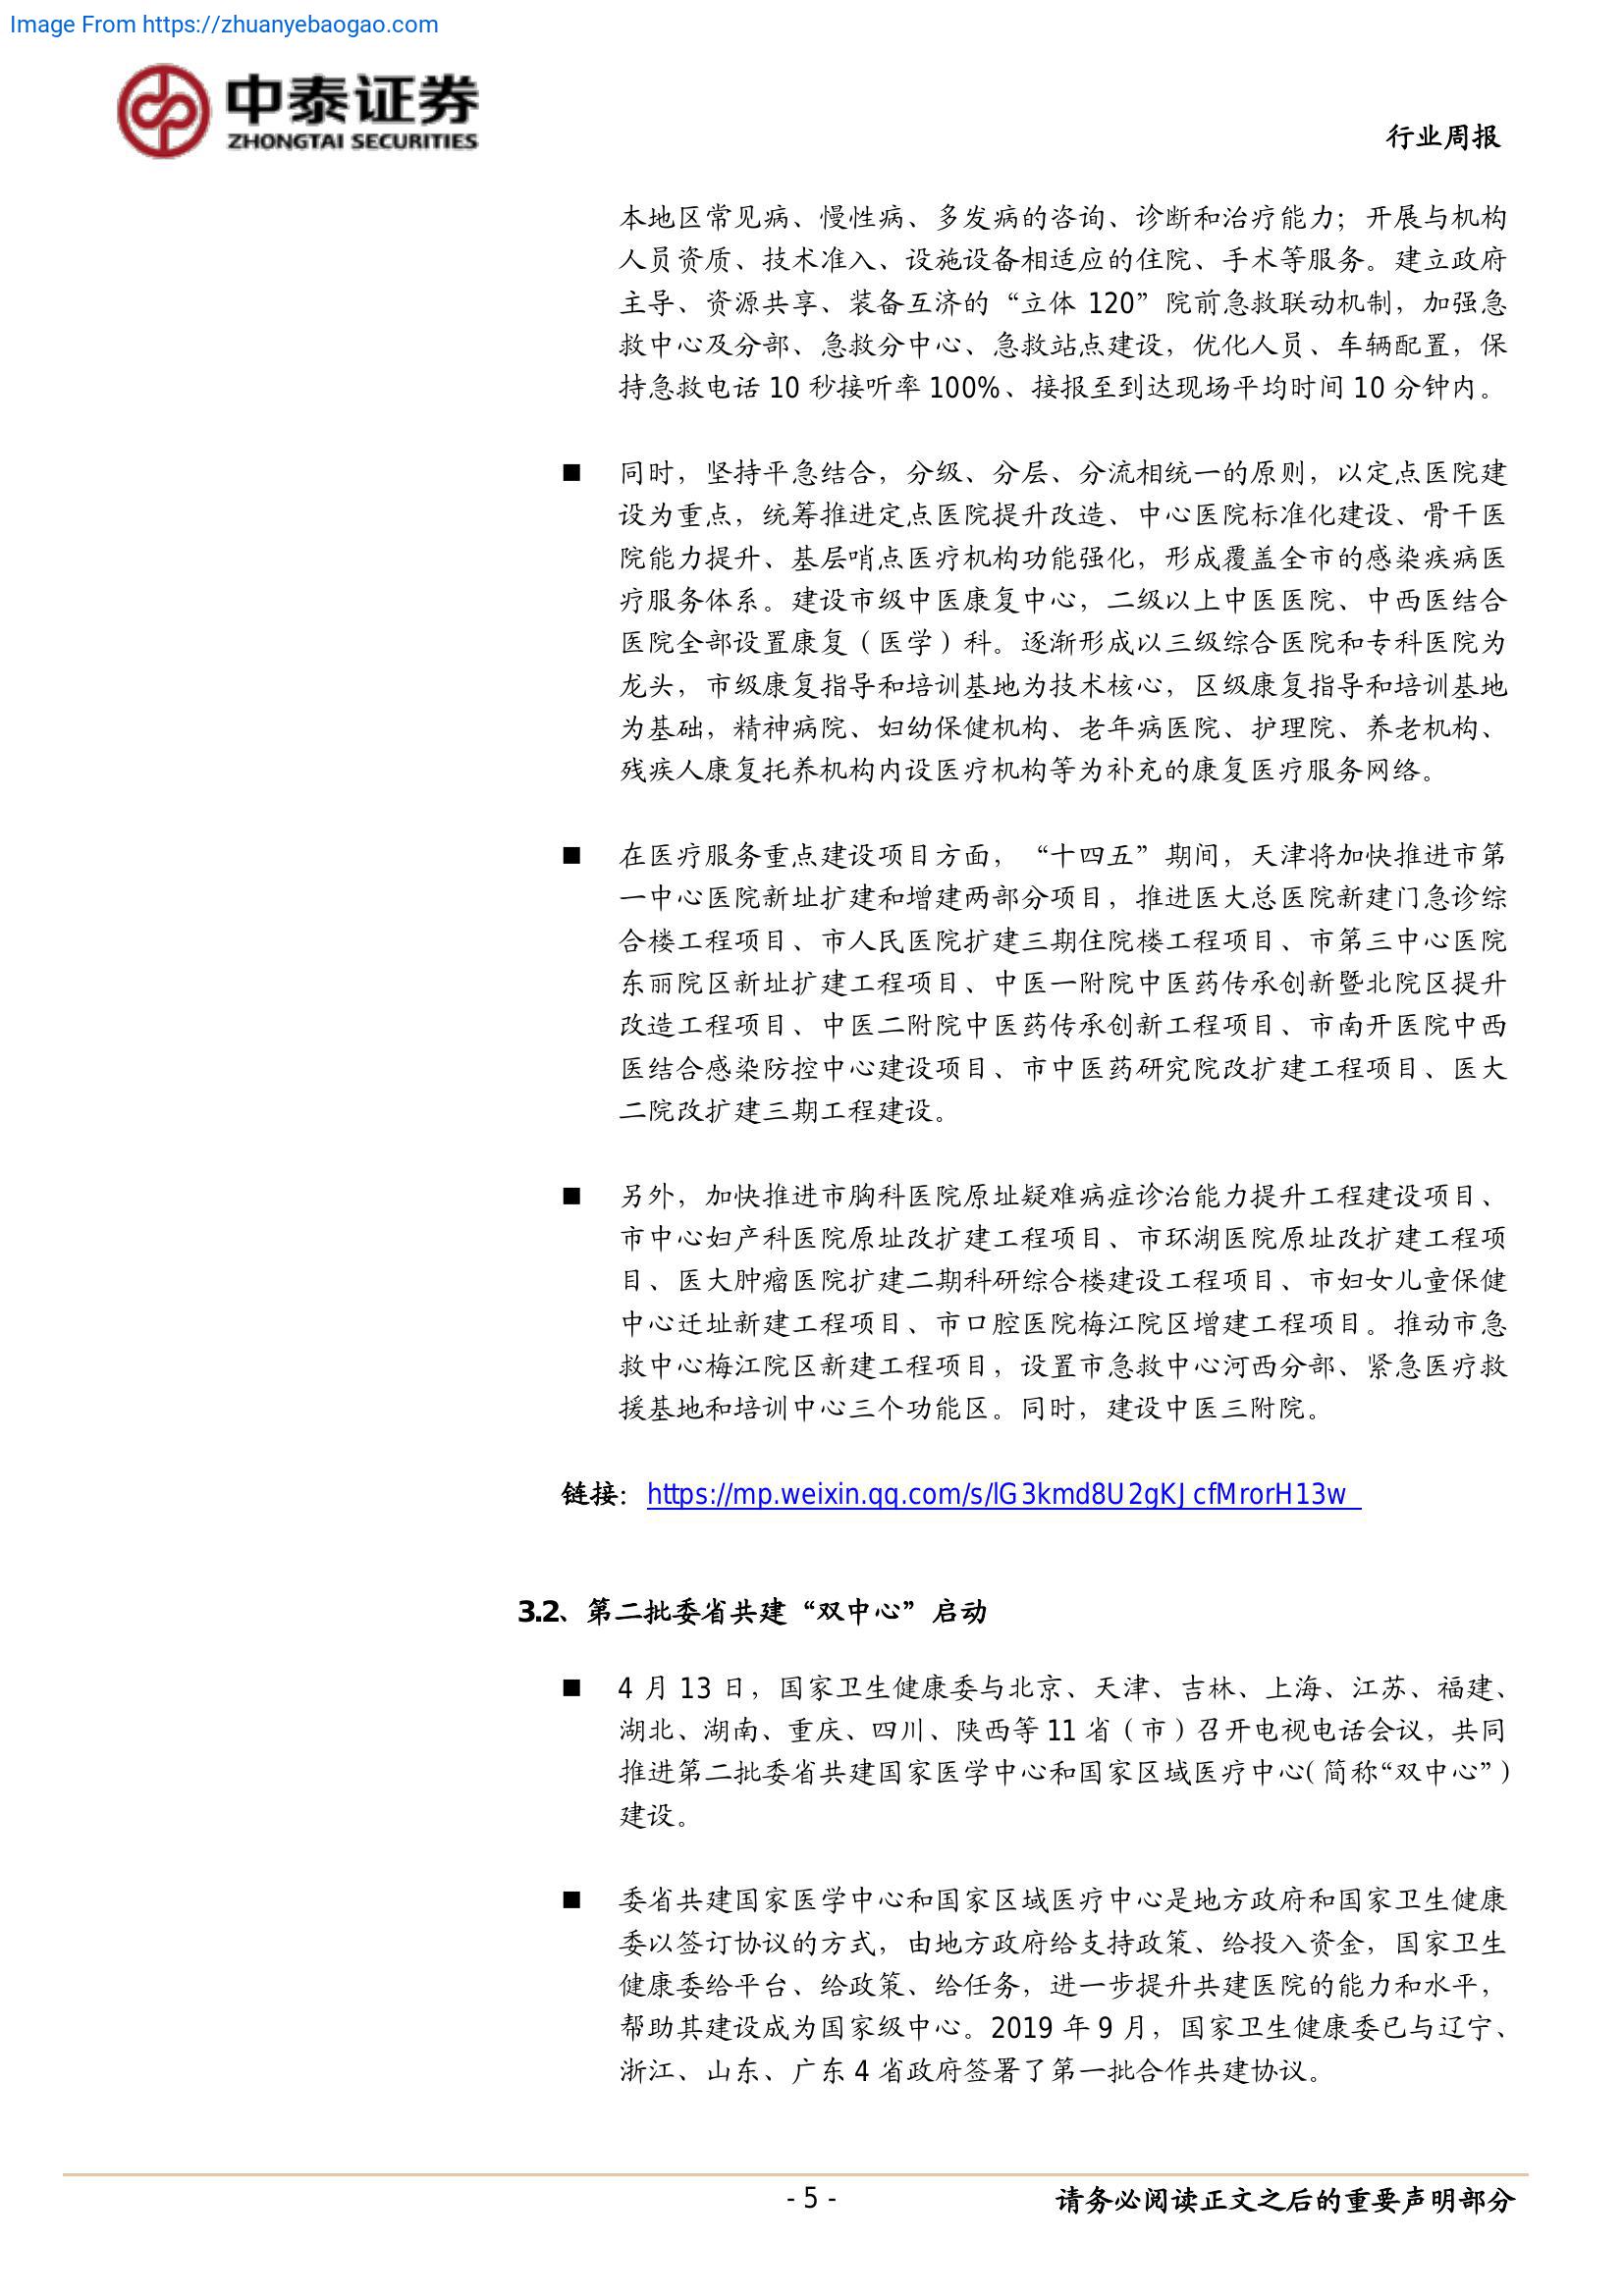 Image From https://zhuanyebaogao.com
中泰证券
ZHONGTAI SECURITIES
行业周报
本地区常见病、慢性病、多发病的咨询、诊断和治疗能力；开展与机构
人员资质、技术准入、设施设备相适应的住院、手术等服务。建立政府
主导、资源共享、装备互济的“立体 120”院前急救联动机制，加强急
救中心及分部、急救分中心、急救站点建设，优化人员、车辆配置，保
持急救电话 10 秒接听率 100%、接报至到达现场平均时间 10 分钟内。
■ 同时，坚持平急结合，分级、分层、分流相统一的原则，以定点医院建
设为重点，统筹推进定点医院提升改造、中心医院标准化建设、骨干医
院能力提升、基层哨点医疗机构功能强化，形成覆盖全市的感染疾病医
疗服务体系。建设市级中医康复中心，二级以上中医医院、中西医结合
医院全部设置康复（医学）科。逐渐形成以三级综合医院和专科医院为
龙头，市级康复指导和培训基地为技术核心，区级康复指导和培训基地
为基础，精神病院、妇幼保健机构、老年病医院、护理院、养老机构、
残疾人康复托养机构内设医疗机构等为补充的康复医疗服务网络。
■ 在医疗服务重点建设项目方面，“十四五”期间，天津将加快推进市第
一中心医院新址扩建和增建两部分项目，推进医大总医院新建门急诊综
合楼工程项目、市人民医院扩建三期住院楼工程项目、市第三中心医院
东丽院区新址扩建工程项目、中医一附院中医药传承创新暨北院区提升
改造工程项目、中医二附院中医药传承创新工程项目、市南开医院中西
医结合感染防控中心建设项目、市中医药研究院改扩建工程项目、医大
二院改扩建三期工程建设。
■ 另外，加快推进市胸科医院原址疑难病症诊治能力提升工程建设项目、
市中心妇产科医院原址改扩建工程项目、市环湖医院原址改扩建工程项
目、医大肿瘤医院扩建二期科研综合楼建设工程项目、市妇女儿童保健
中心迁址新建工程项目、市口腔医院梅江院区增建工程项目。推动市急
救中心梅江院区新建工程项目，设置市急救中心河西分部、紧急医疗救
援基地和培训中心三个功能区。同时，建设中医三附院。
链接：https://mp.weixin.qq.com/s/lG3kmd8U2gKJcfMrorH13w
3.2、第二批委省共建“双中心”启动
■ 4 月 13 日，国家卫生健康委与北京、天津、吉林、上海、江苏、福建、
湖北、湖南、重庆、四川、陕西等 11 省（市）召开电视电话会议，共同
推进第二批委省共建国家医学中心和国家区域医疗中心(简称“双中心”)
建设。
■ 委省共建国家医学中心和国家区域医疗中心是地方政府和国家卫生健康
委以签订协议的方式，由地方政府给支持政策、给投入资金，国家卫生
健康委给平台、给政策、给任务，进一步提升共建医院的能力和水平，
帮助其建设成为国家级中心。2019 年 9 月，国家卫生健康委已与辽宁、
浙江、山东、广东 4 省政府签署了第一批合作共建协议。
- 5 -
请务必阅读正文之后的重要声明部分